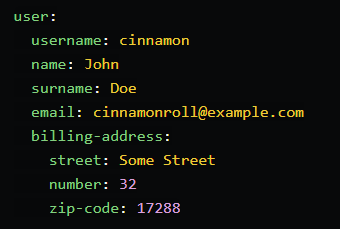 user:
  username: cinnamon
  name: John
  surname: Doe
  email: cinnamonroll@example.com
  billing-address:
    street: Some Street
    number: 32
    zip-code: 17288